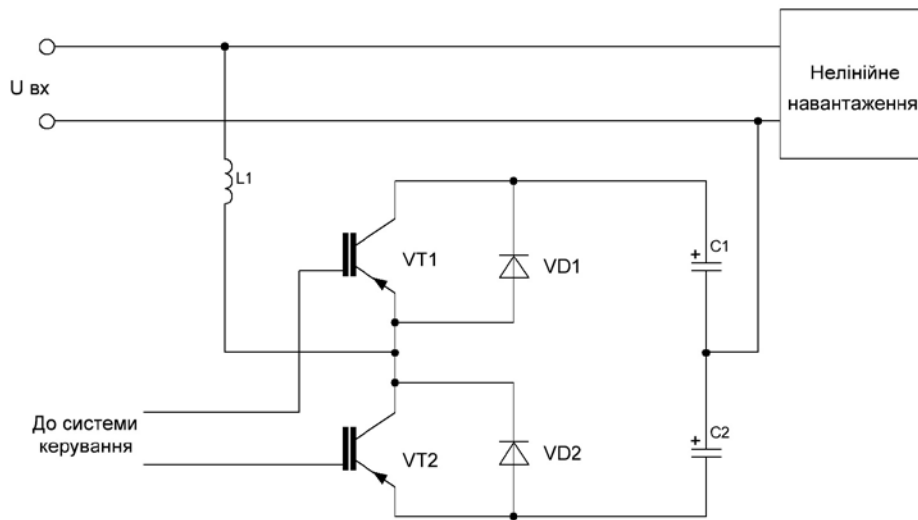 U вх
Нелінійне
навантаження
L1
VT1
VD1
+
C1
До системи
керування
VT2
VD2
+
C2